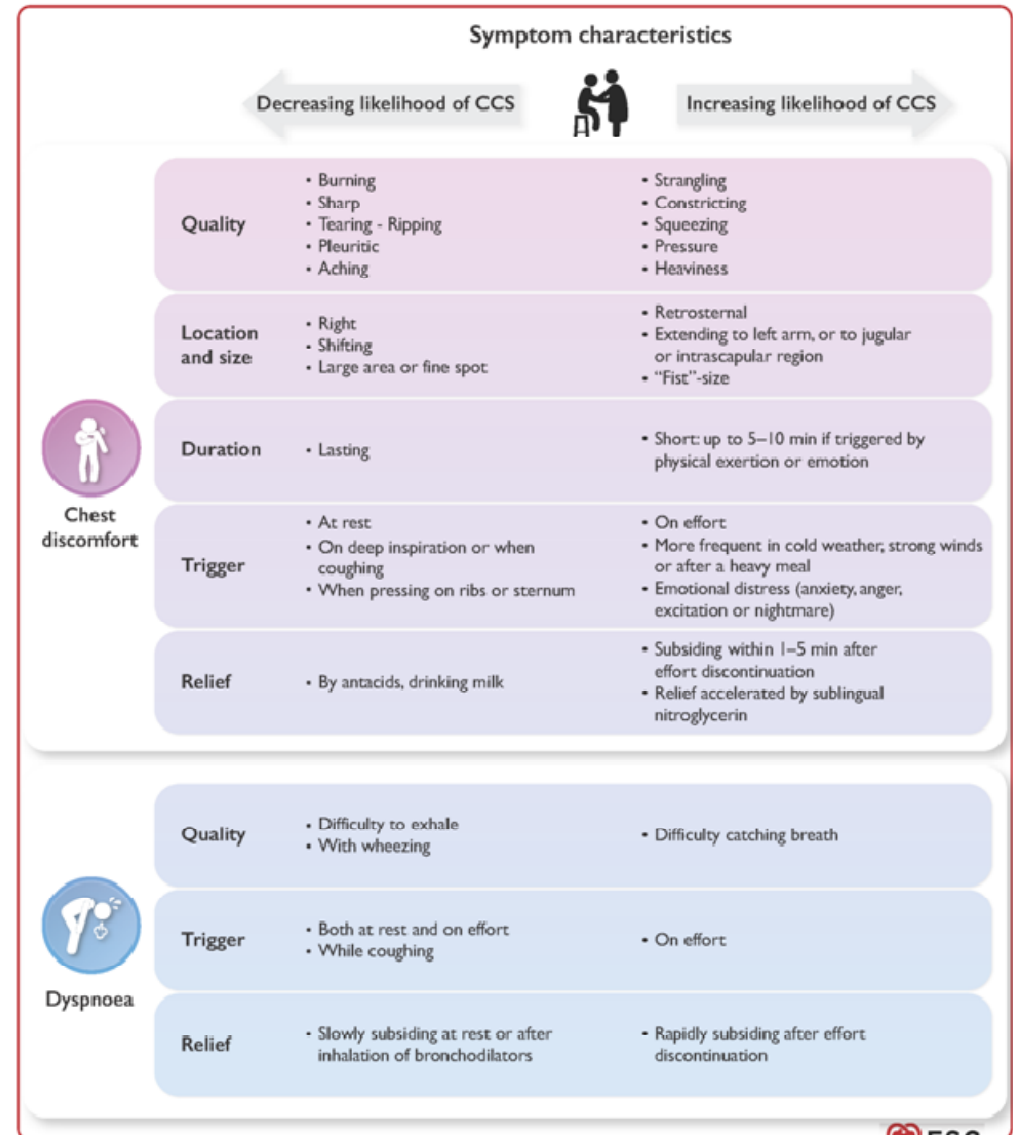 Symptom characteristics
Decreasing likelihood of CCS
Increasing likelihood of CCS
Chest
discomfort
Quality
• Burning
• Sharp
• Tearing - Ripping
• Pleuritic
• Aching
• Strangling
• Constricting
• Squeezing
• Pressure
• Heaviness
Location
and size
• Right
• Shifting
• Large area or fine spot
• Retrosternal
• Extending to left arm, or to jugular
or intrascapular region
• “Fist”-size
Duration
• Lasting
• Short: up to 5–10 min if triggered by
physical exertion or emotion
Trigger
• At rest
• On deep inspiration or when
coughing
• When pressing on ribs or sternum
• On effort
• More frequent in cold weather, strong winds
or after a heavy meal
• Emotional distress (anxiety, anger,
excitation or nightmare)
Relief
• By antacids, drinking milk
• Subsiding within 1–5 min after
effort discontinuation
• Relief accelerated by sublingual
nitroglycerin
Dyspnoea
Quality
• Difficulty to exhale
• With wheezing
• Difficulty catching breath
Trigger
• Both at rest and on effort
• While coughing
• On effort
Relief
• Slowly subsiding at rest or after
inhalation of bronchodilators
• Rapidly subsiding after effort
discontinuation